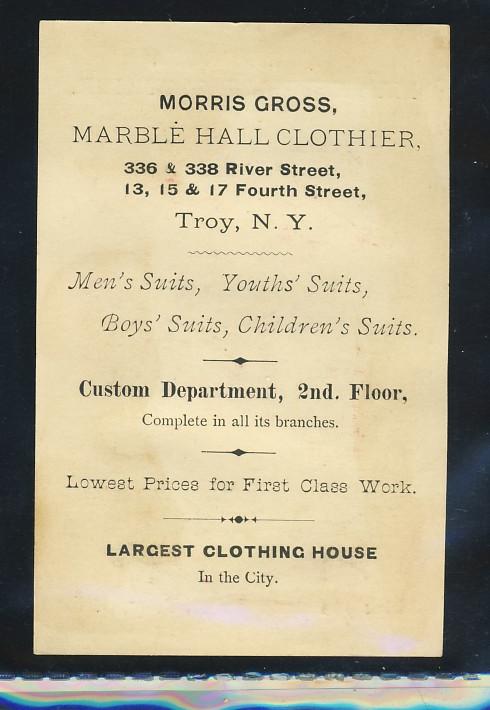 MORRIS GROSS,
MARBLE HALL CLOTHIER,
336 & 338 River Street,
13, 15 & 17 Fourth Street,
Troy, N. Y.
Men's Suits, Youths' Suits,
Boys' Suits, Children's Suits.
Custom Department, 2nd. Floor,
Complete in all its branches.
Lowest Prices for First Class Work.
LARGEST CLOTHING HOUSE
In the City.